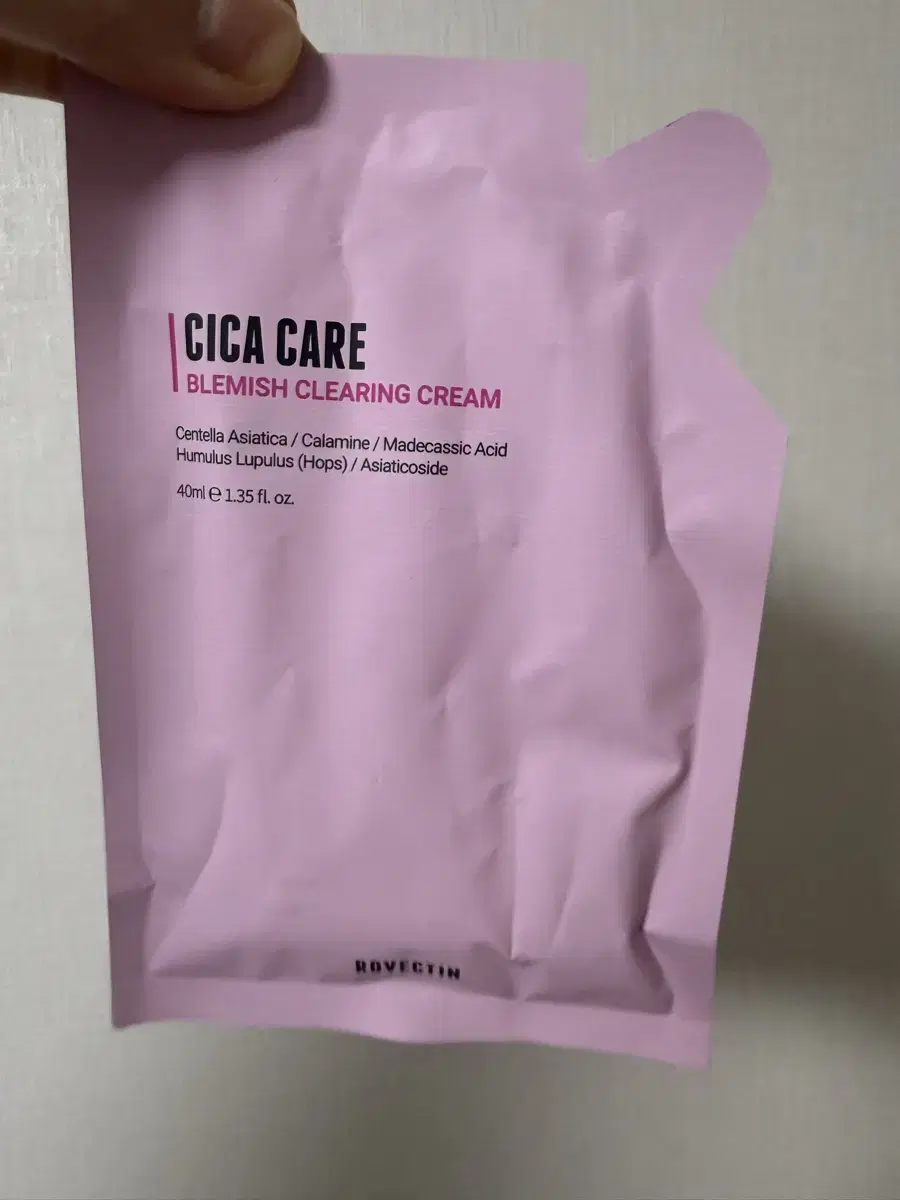 CICA CARE
BLEMISH CLEARING CREAM
Centella Asiatica / Calamine / Madecassic Acid
Humulus Lupulus (Hops) / Asiaticoside
40ml ℮ 1.35 fl. oz.
ROVECTIN